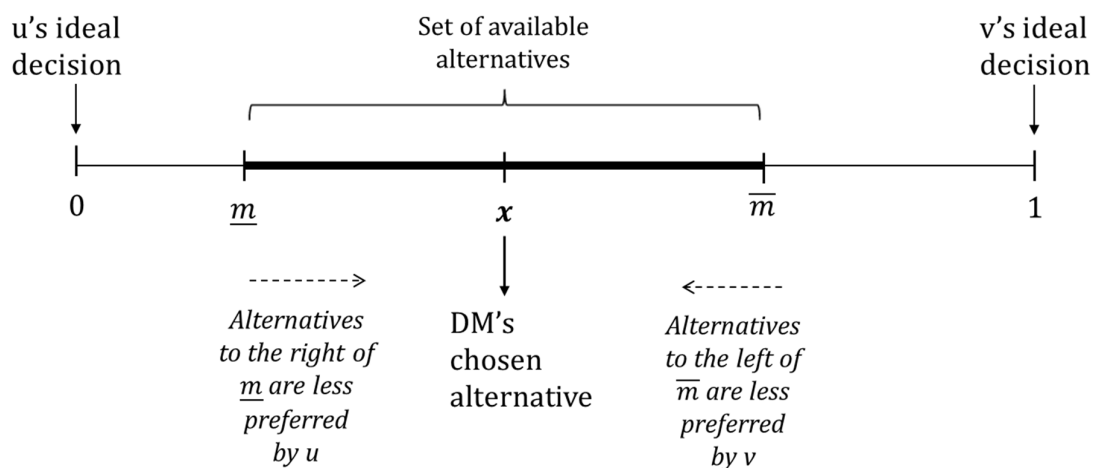 u's ideal
decision
Set of available
alternatives
v's ideal
decision
0
m̲
x
m̅
1
Alternatives
to the right of
m̲ are less
preferred
by u
DM's
chosen
alternative
Alternatives
to the left of
m̅ are less
preferred
by v